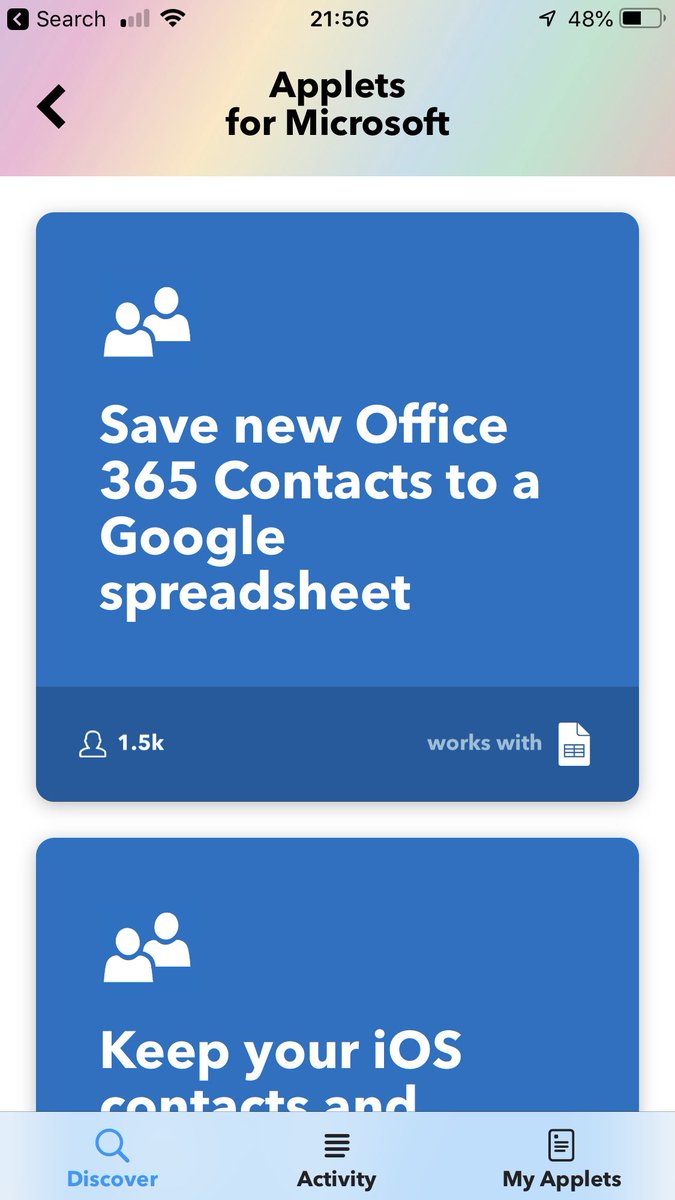 Search
21:56
48%
Applets
for Microsoft
Save new Office
365 Contacts to a
Google
spreadsheet
1.5k
works with
Keep your iOS
contacts and
Discover
Activity
My Applets